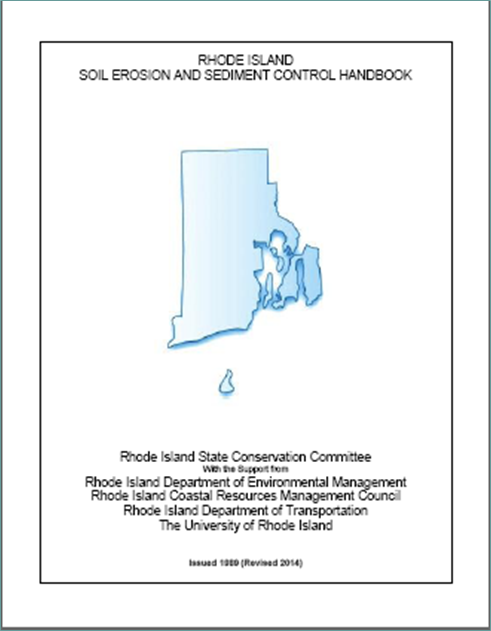 RHODE ISLAND
SOIL EROSION AND SEDIMENT CONTROL HANDBOOK
Rhode Island State Conservation Committee
With the Support from
Rhode Island Department of Environmental Management
Rhode Island Coastal Resources Management Council
Rhode Island Department of Transportation
The University of Rhode Island
Issued 1989 (Revised 2014)